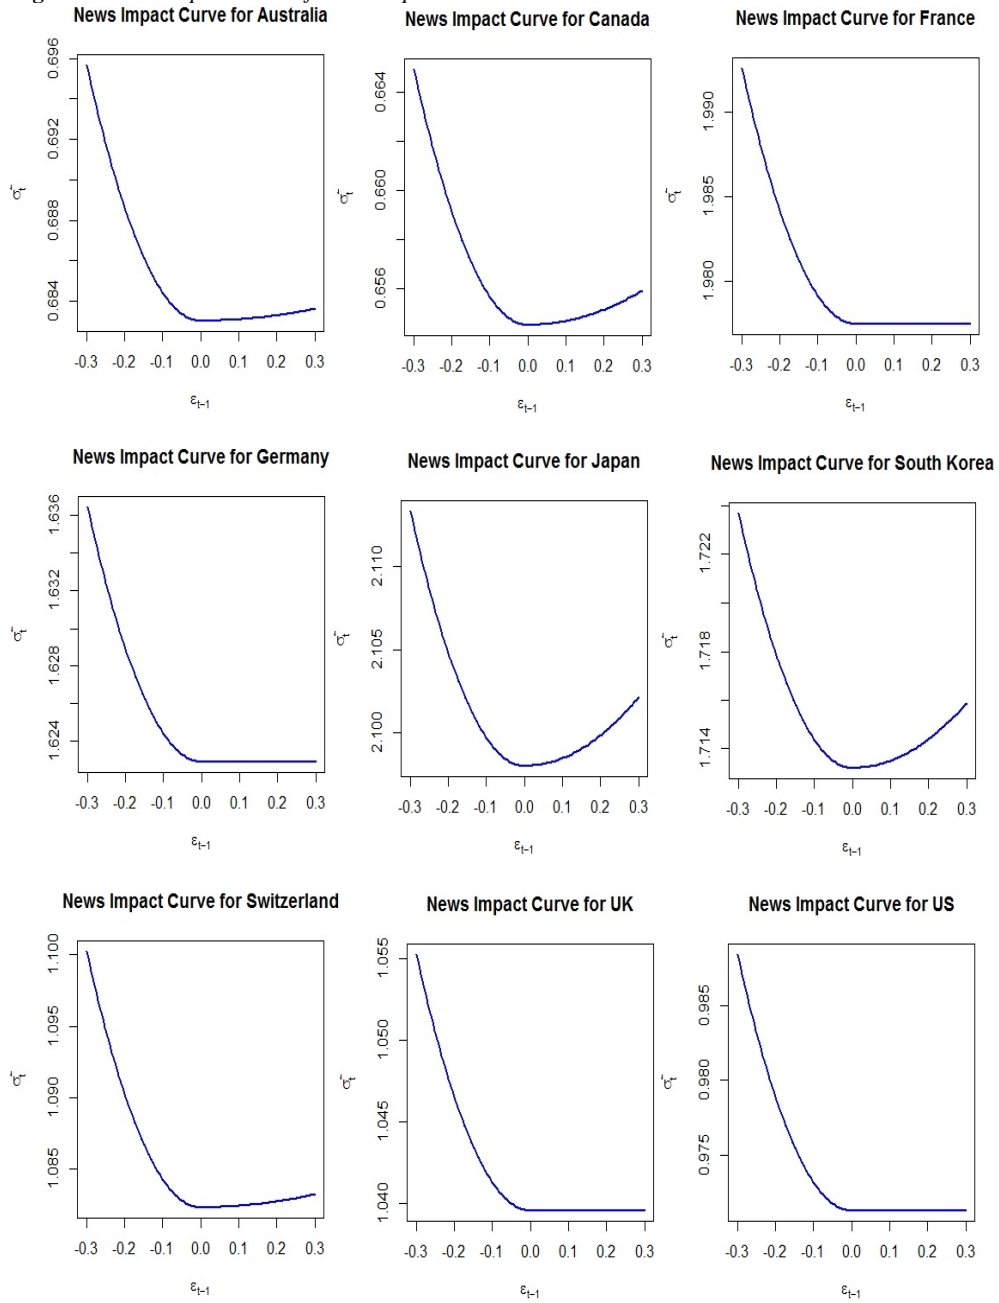 News Impact Curve for Australia
0.684 0.688 0.692 0.696
-0.3 -0.2 -0.1 0.0 0.1 0.2 0.3
εt−1
News Impact Curve for Canada
0.656 0.660 0.664
-0.3 -0.2 -0.1 0.0 0.1 0.2 0.3
εt−1
News Impact Curve for France
1.980 1.985 1.990
-0.3 -0.2 -0.1 0.0 0.1 0.2 0.3
εt−1
News Impact Curve for Germany
1.624 1.628 1.632 1.636
-0.3 -0.2 -0.1 0.0 0.1 0.2 0.3
εt−1
News Impact Curve for Japan
2.100 2.105 2.110
-0.3 -0.2 -0.1 0.0 0.1 0.2 0.3
εt−1
News Impact Curve for South Korea
1.714 1.718 1.722
-0.3 -0.2 -0.1 0.0 0.1 0.2 0.3
εt−1
News Impact Curve for Switzerland
1.085 1.090 1.095 1.100
-0.3 -0.2 -0.1 0.0 0.1 0.2 0.3
εt−1
News Impact Curve for UK
1.040 1.045 1.050 1.055
-0.3 -0.2 -0.1 0.0 0.1 0.2 0.3
εt−1
News Impact Curve for US
0.975 0.980 0.985
-0.3 -0.2 -0.1 0.0 0.1 0.2 0.3
εt−1